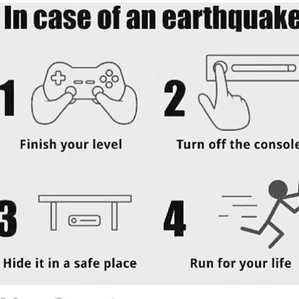 In case of an earthquake
1
Finish your level
2
Turn off the console
3
Hide it in a safe place
4
Run for your life